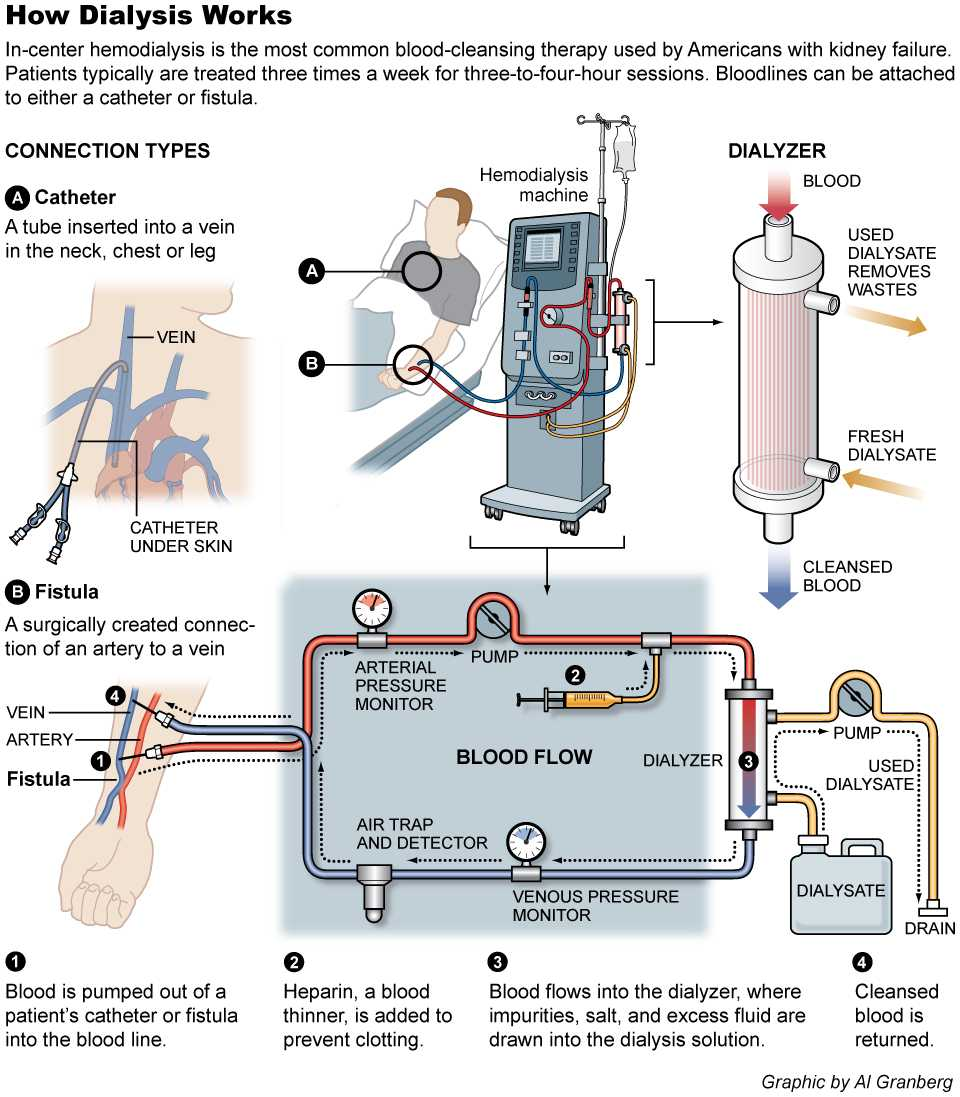 How Dialysis Works
In-center hemodialysis is the most common blood-cleansing therapy used by Americans with kidney failure.
Patients typically are treated three times a week for three-to-four-hour sessions. Bloodlines can be attached
to either a catheter or fistula.
CONNECTION TYPES
A Catheter
A tube inserted into a vein
in the neck, chest or leg
VEIN
CATHETER
UNDER SKIN
Hemodialysis
machine
A
B
DIALYZER
BLOOD
USED
DIALYSATE
REMOVES
WASTES
FRESH
DIALYSATE
CLEANSED
BLOOD
B Fistula
A surgically created connec-
tion of an artery to a vein
4
VEIN
ARTERY
1
Fistula
ARTERIAL
PRESSURE
MONITOR
PUMP
2
BLOOD FLOW
DIALYZER
3
PUMP
USED
DIALYSATE
AIR TRAP
AND DETECTOR
VENOUS PRESSURE
MONITOR
DIALYSATE
DRAIN
1
Blood is pumped out of a
patient's catheter or fistula
into the blood line.
2
Heparin, a blood
thinner, is added to
prevent clotting.
3
Blood flows into the dialyzer, where
impurities, salt, and excess fluid are
drawn into the dialysis solution.
4
Cleansed
blood is
returned.
Graphic by Al Granberg